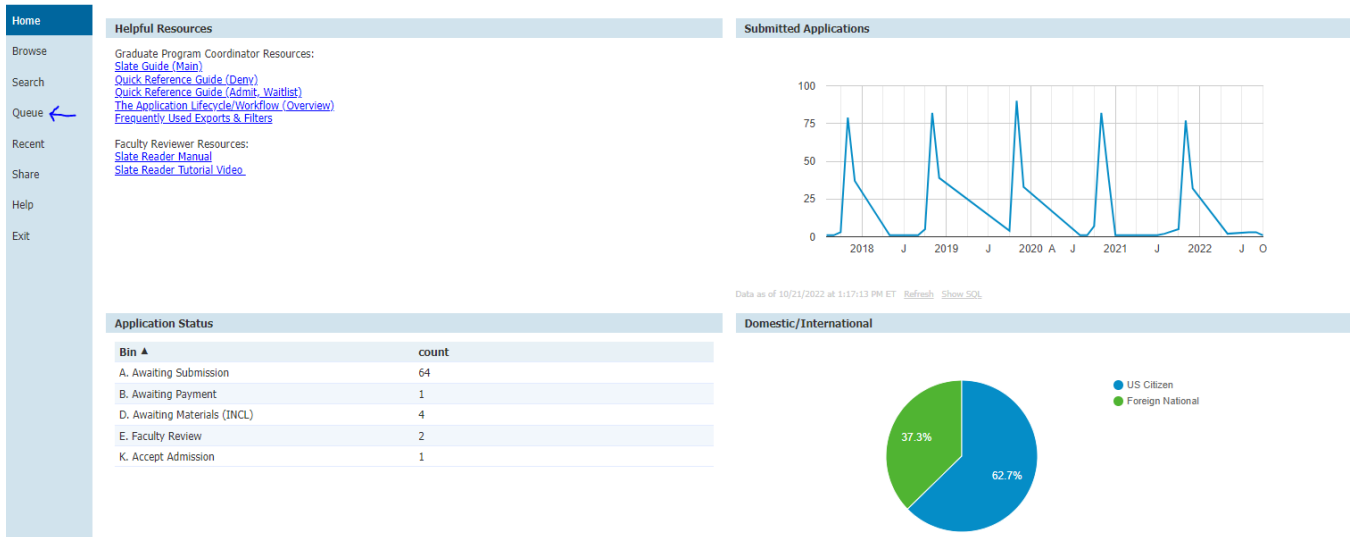 Home
Browse
Search
Queue
Recent
Share
Help
Exit
Helpful Resources
Graduate Program Coordinator Resources:
Slate Guide (Main)
Quick Reference Guide (Deny)
Quick Reference Guide (Admit, Waitlist)
The Application Lifecycle/Workflow (Overview)
Frequently Used Exports & Filters
Faculty Reviewer Resources:
Slate Reader Manual
Slate Reader Tutorial Video
Submitted Applications
100
75
50
25
0
2018 J 2019 J 2020 A J 2021 J 2022 J O
Data as of 10/21/2022 at 1:17:13 PM ET Refresh Show SQL
Application Status
Bin ▲ count
A. Awaiting Submission 64
B. Awaiting Payment 1
D. Awaiting Materials (INCL) 4
E. Faculty Review 2
K. Accept Admission 1
Domestic/International
US Citizen
Foreign National
37.3%
62.7%